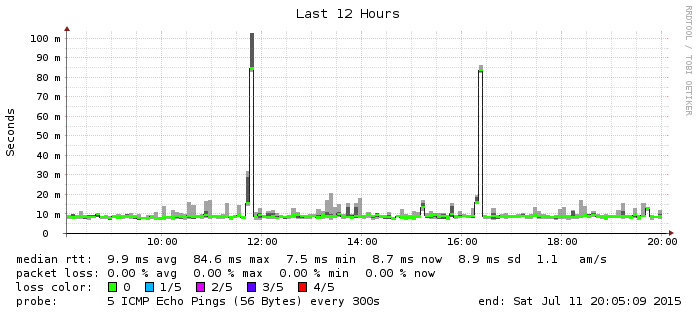 Last 12 Hours
RRDTOOL / TOBI OETIKER
Seconds
100 m
90 m
80 m
70 m
60 m
50 m
40 m
30 m
20 m
10 m
0
10:00 12:00 14:00 16:00 18:00 20:00
median rtt: 9.9 ms avg 84.6 ms max 7.5 ms min 8.7 ms now 8.9 ms sd 1.1 am/s
packet loss: 0.00 % avg 0.00 % max 0.00 % min 0.00 % now
loss color: 0 1/5 2/5 3/5 4/5
probe: 5 ICMP Echo Pings (56 Bytes) every 300s end: Sat Jul 11 20:05:09 2015